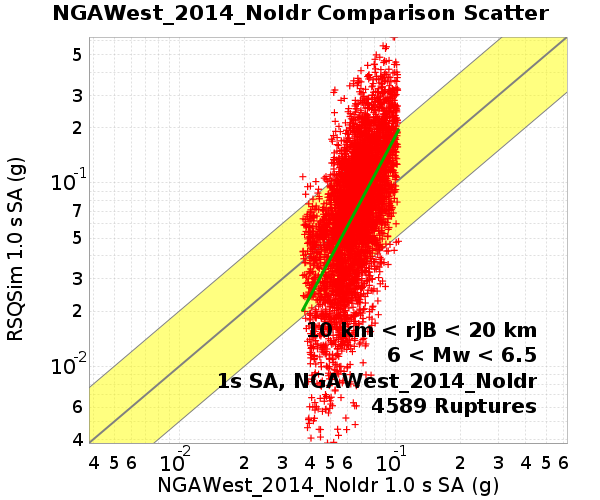 NGAWest_2014_NoIdr Comparison Scatter
RSQSim 1.0 s SA (g)
5
3
2
10⁻¹
7
5
3
2
10⁻²
6
4
10 km < rJB < 20 km
6 < Mw < 6.5
1s SA, NGAWest_2014_NoIdr
4589 Ruptures
4 5 6 10⁻² 2 3 4 5 6 10⁻¹ 2 3 4 5 6
NGAWest_2014_NoIdr 1.0 s SA (g)